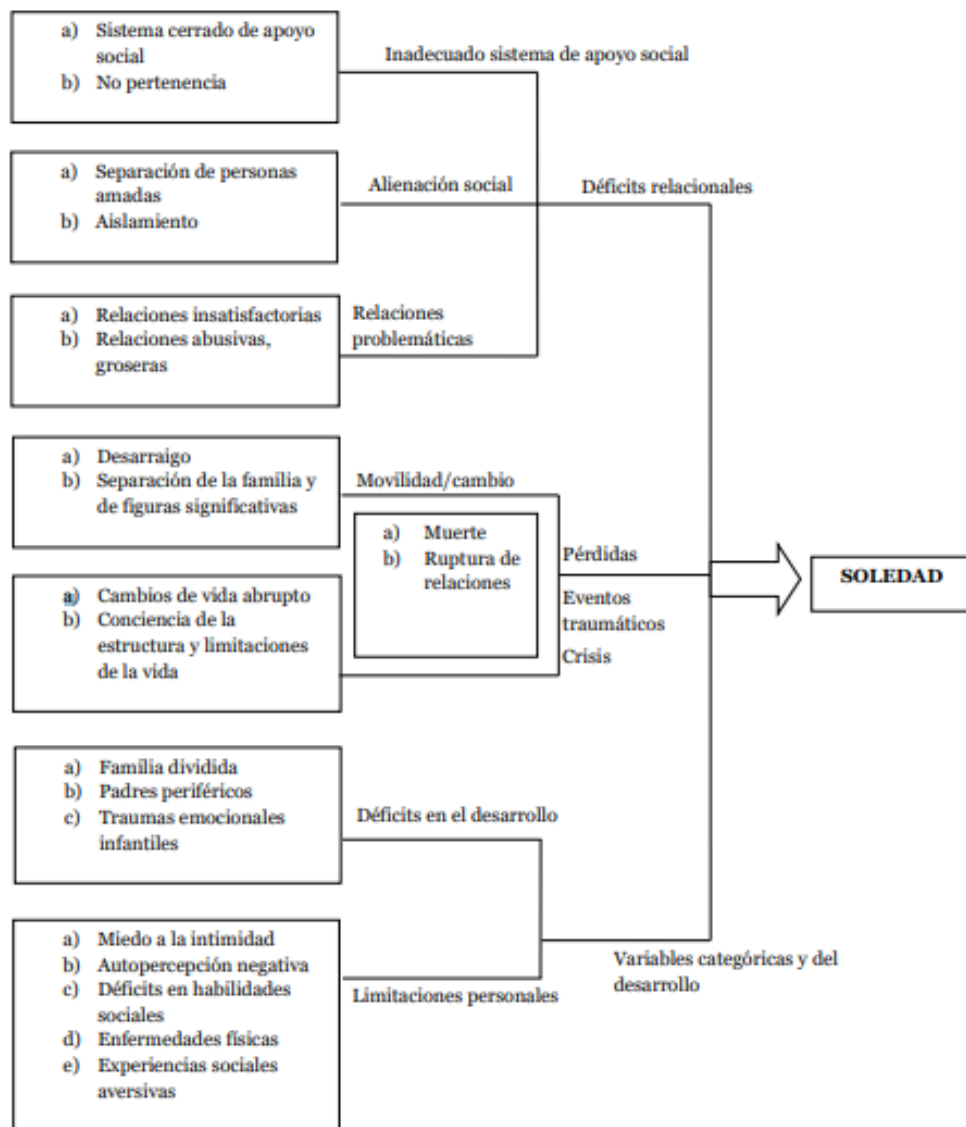 a) Sistema cerrado de apoyo
social
b) No pertenencia
Inadecuado sistema de apoyo social
a) Separación de personas
amadas
b) Aislamiento
Alienación social
Déficits relacionales
a) Relaciones insatisfactorias
b) Relaciones abusivas,
groseras
Relaciones
problemáticas
a) Desarraigo
b) Separación de la familia y
de figuras significativas
Movilidad/cambio
a) Muerte
b) Ruptura de
relaciones
Pérdidas
Eventos
traumáticos
Crisis
SOLEDAD
a) Cambios de vida abrupto
b) Conciencia de la
estructura y limitaciones
de la vida
a) Familia dividida
b) Padres periféricos
c) Traumas emocionales
infantiles
Déficits en el desarrollo
a) Miedo a la intimidad
b) Autopercepción negativa
c) Déficits en habilidades
sociales
d) Enfermedades físicas
e) Experiencias sociales
aversivas
Limitaciones personales
Variables categóricas y del
desarrollo